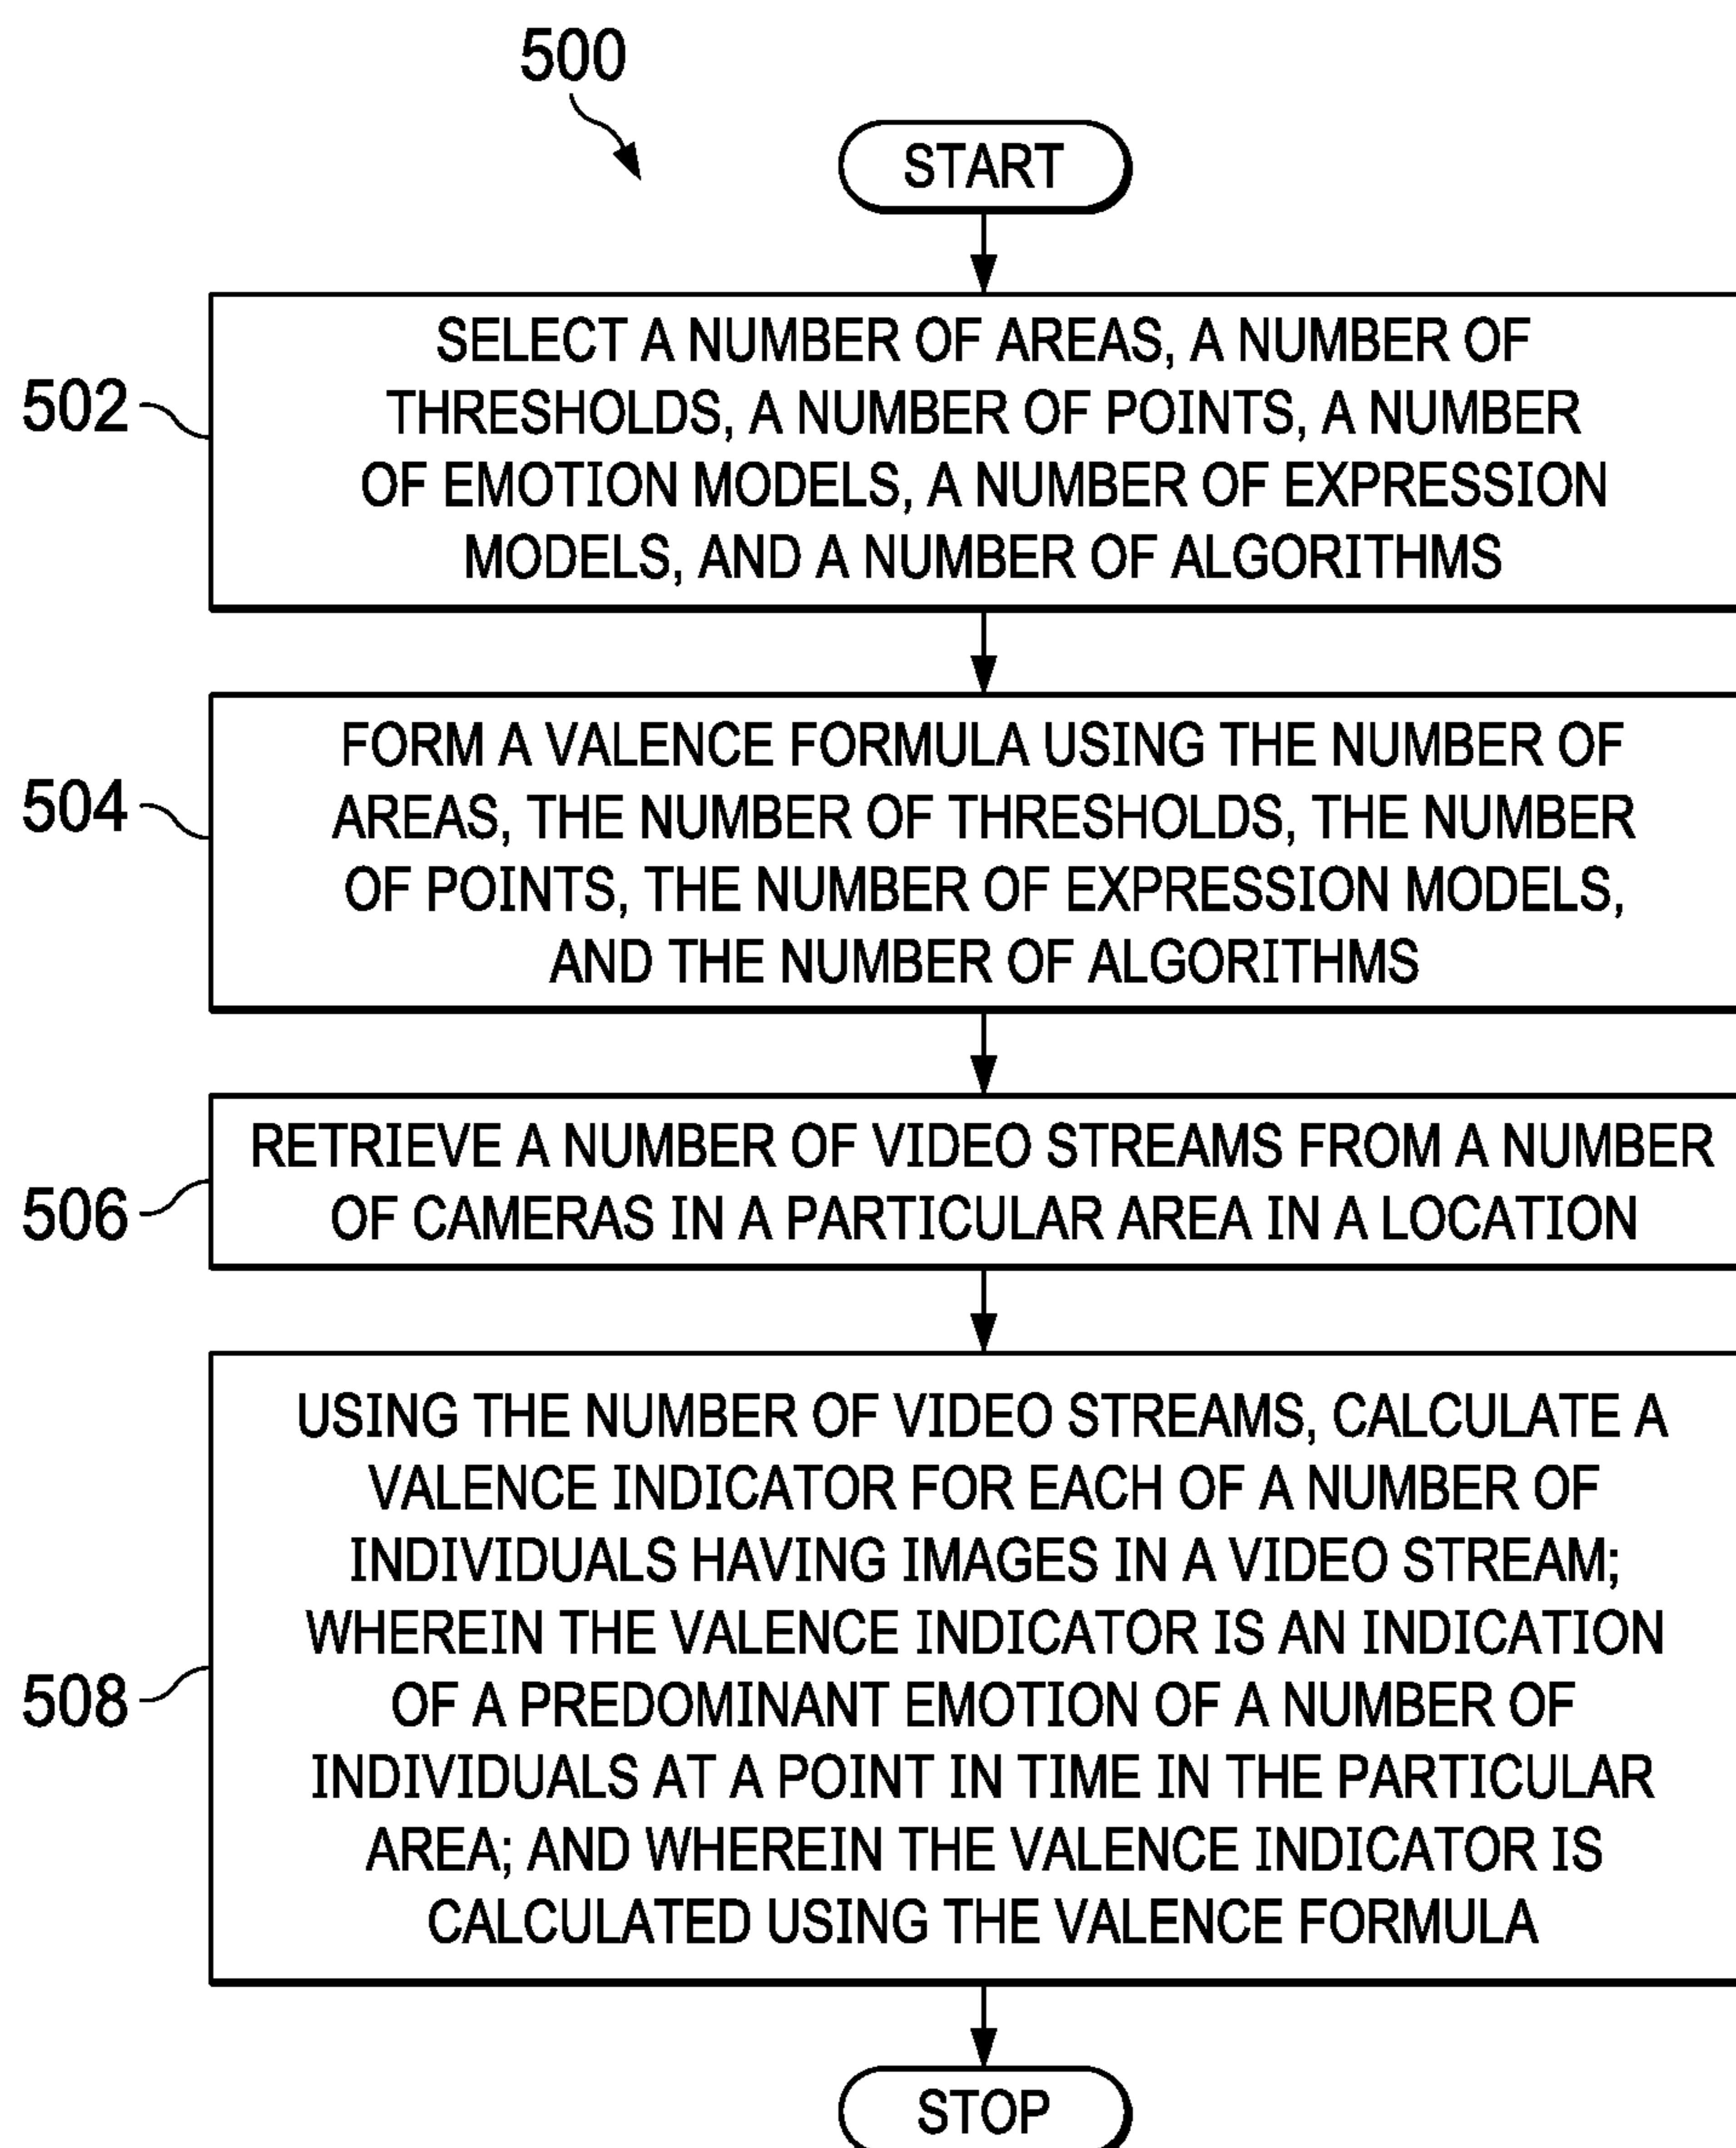 500
START
502
SELECT A NUMBER OF AREAS, A NUMBER OF
THRESHOLDS, A NUMBER OF POINTS, A NUMBER
OF EMOTION MODELS, A NUMBER OF EXPRESSION
MODELS, AND A NUMBER OF ALGORITHMS
504
FORM A VALENCE FORMULA USING THE NUMBER OF
AREAS, THE NUMBER OF THRESHOLDS, THE NUMBER
OF POINTS, THE NUMBER OF EXPRESSION MODELS,
AND THE NUMBER OF ALGORITHMS
506
RETRIEVE A NUMBER OF VIDEO STREAMS FROM A NUMBER
OF CAMERAS IN A PARTICULAR AREA IN A LOCATION
508
USING THE NUMBER OF VIDEO STREAMS, CALCULATE A
VALENCE INDICATOR FOR EACH OF A NUMBER OF
INDIVIDUALS HAVING IMAGES IN A VIDEO STREAM;
WHEREIN THE VALENCE INDICATOR IS AN INDICATION
OF A PREDOMINANT EMOTION OF A NUMBER OF
INDIVIDUALS AT A POINT IN TIME IN THE PARTICULAR
AREA; AND WHEREIN THE VALENCE INDICATOR IS
CALCULATED USING THE VALENCE FORMULA
STOP